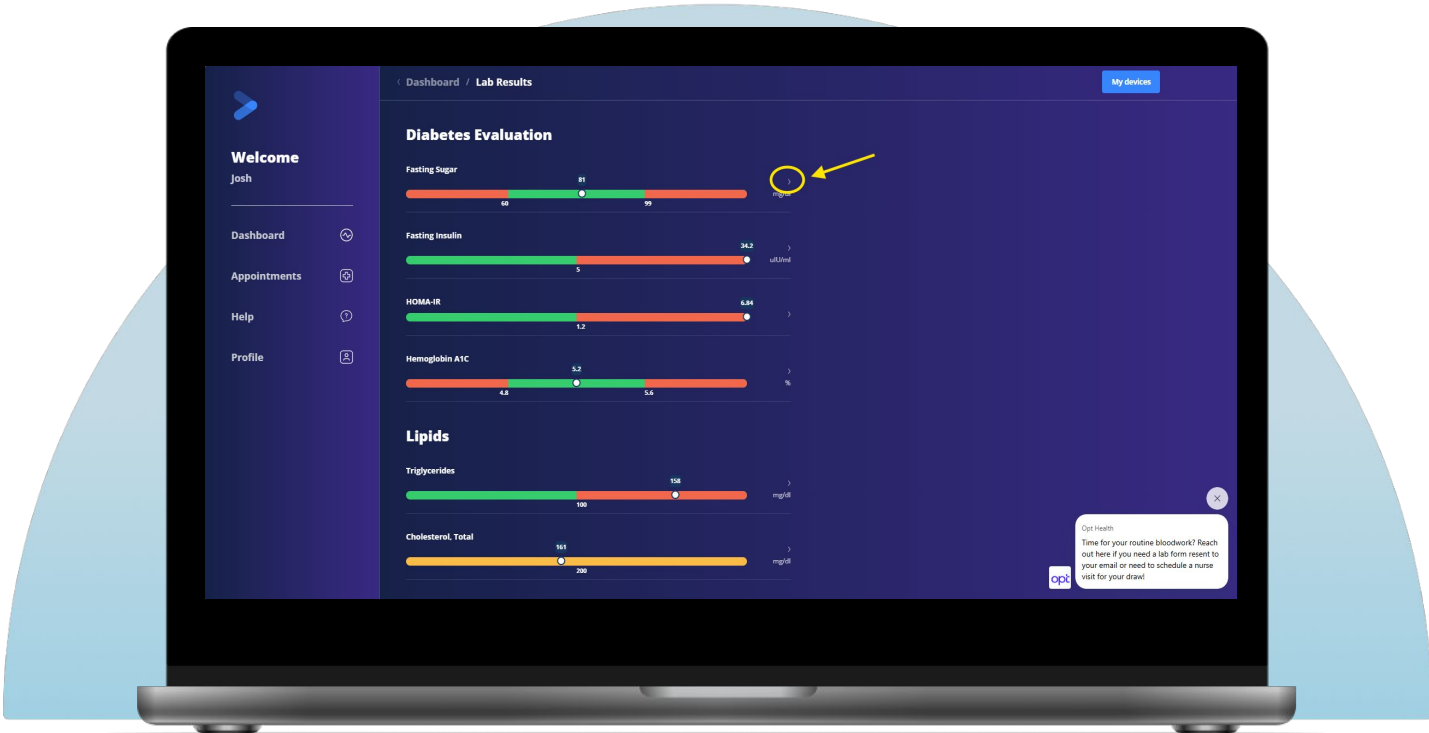 Dashboard / Lab Results
My devices
Welcome
Josh
Dashboard
Appointments
Help
Profile
Diabetes Evaluation
Fasting Sugar
81
60 99
mg/dl
Fasting Insulin
34.2
uIU/ml
5
HOMA-IR
6.84
1.2
Hemoglobin A1C
5.2
%
4.8 5.6
Lipids
Triglycerides
158
mg/dl
100
Cholesterol, Total
161
mg/dl
200
Opt Health
Time for your routine bloodwork? Reach
out here if you need a lab form resent to
your email or need to schedule a nurse
visit for your draw!
opt